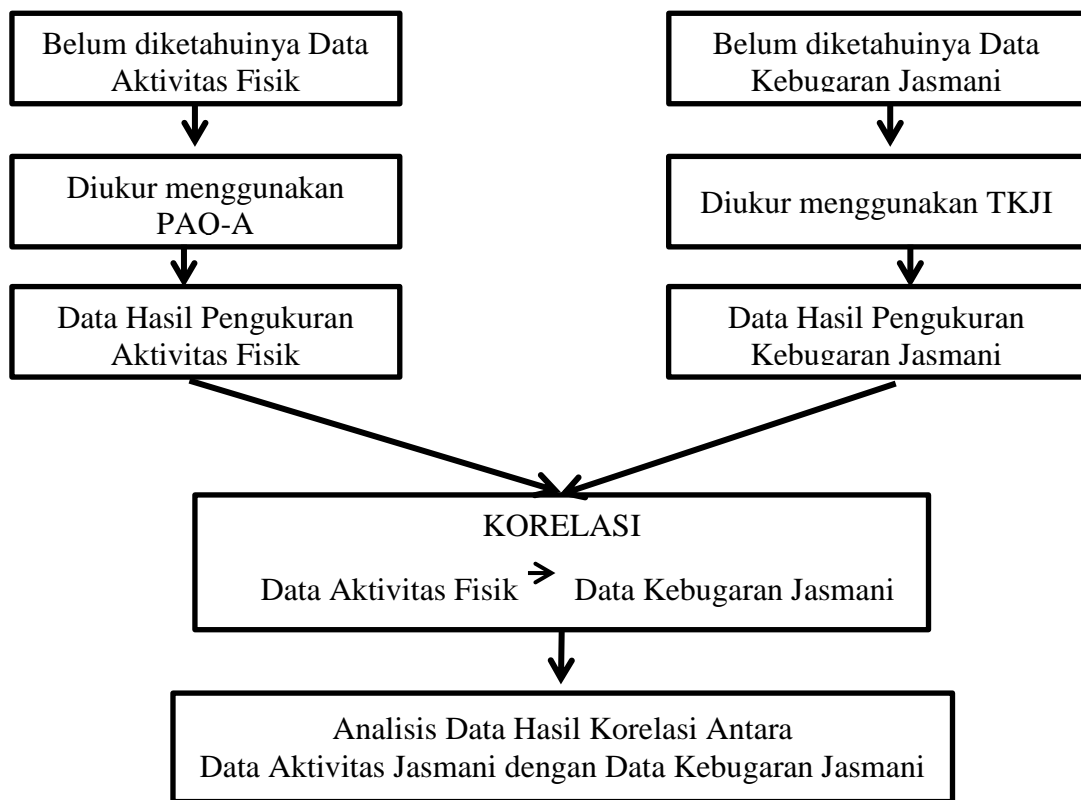 Belum diketahuinya Data
Aktivitas Fisik
Belum diketahuinya Data
Kebugaran Jasmani
Diukur menggunakan
PAO-A
Diukur menggunakan TKJI
Data Hasil Pengukuran
Aktivitas Fisik
Data Hasil Pengukuran
Kebugaran Jasmani
KORELASI
Data Aktivitas Fisik → Data Kebugaran Jasmani
Analisis Data Hasil Korelasi Antara
Data Aktivitas Jasmani dengan Data Kebugaran Jasmani